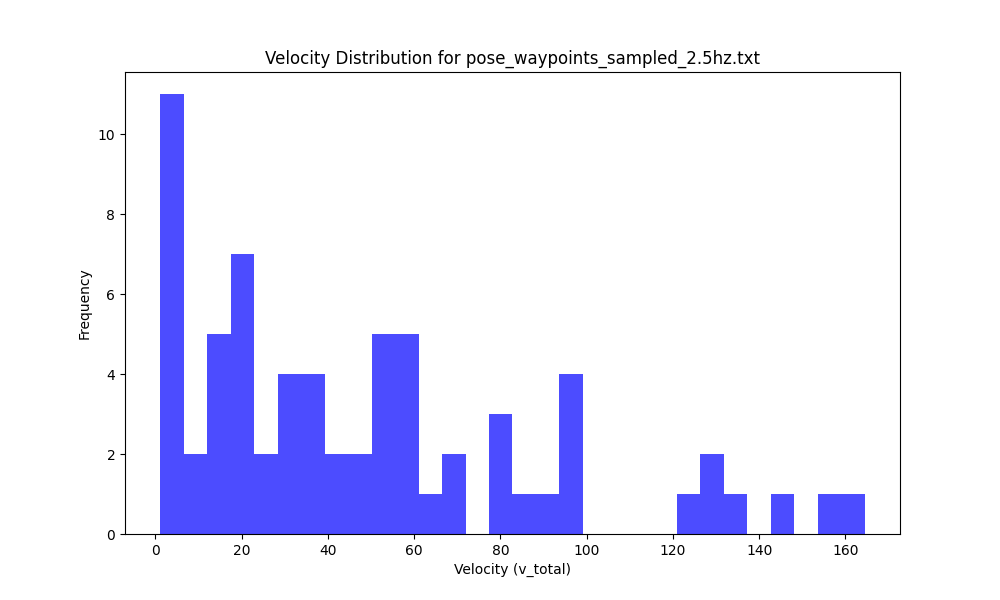 Velocity Distribution for pose_waypoints_sampled_2.5hz.txt
10
8
6
4
2
0
Frequency
0 20 40 60 80 100 120 140 160
Velocity (v_total)